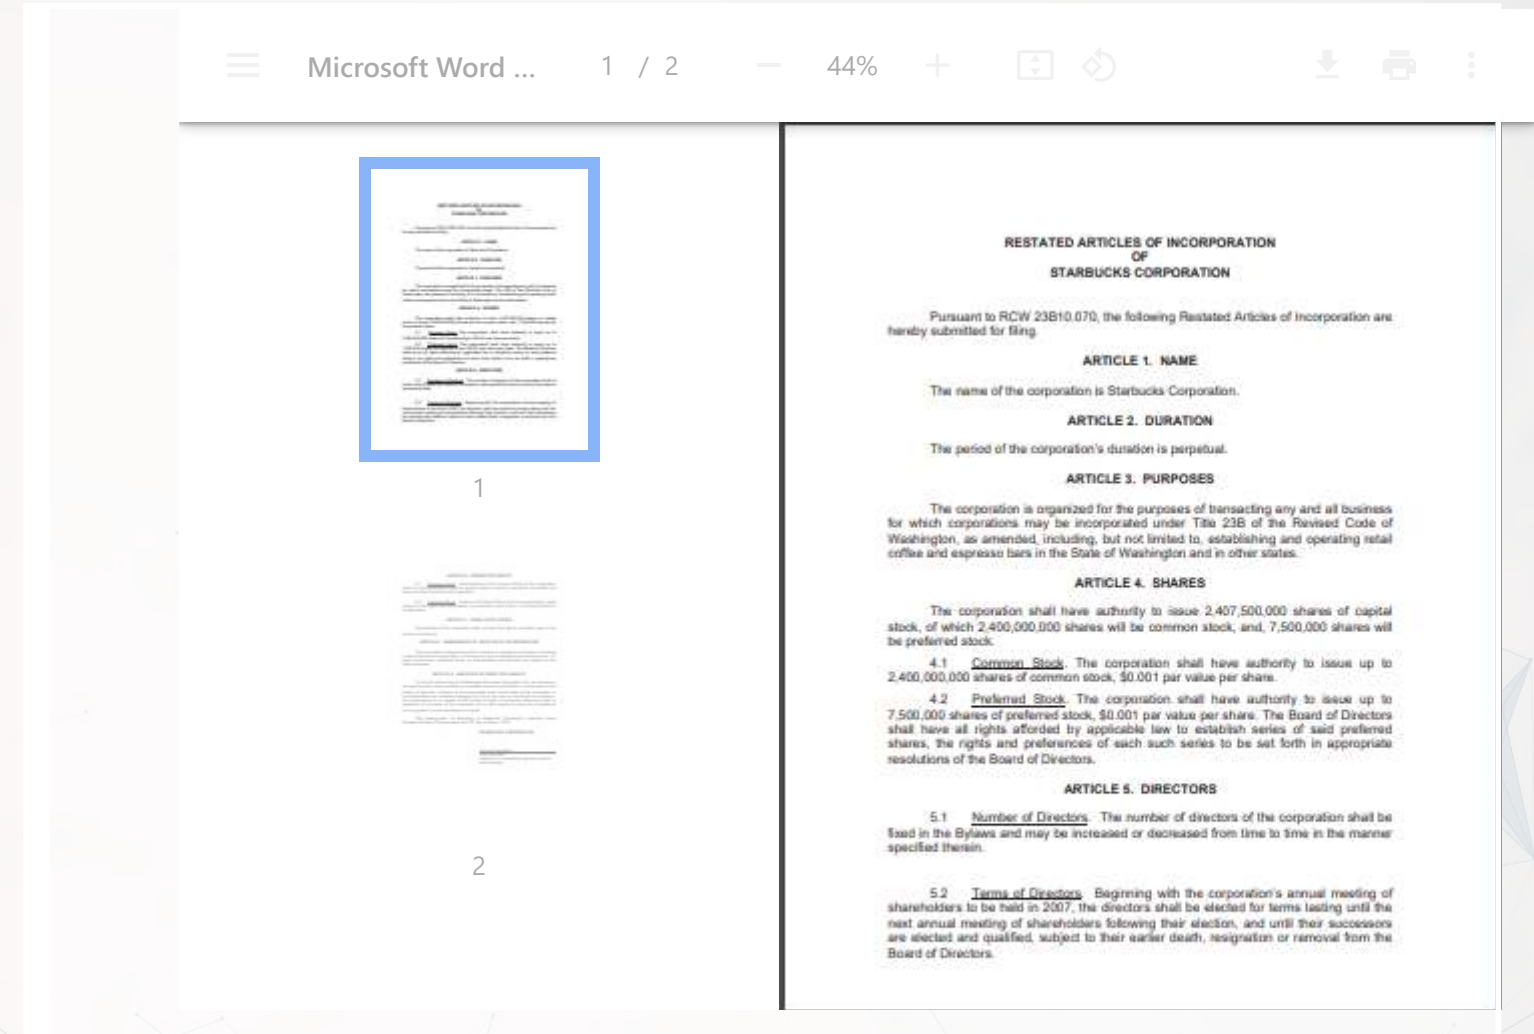 Microsoft Word ...
1 / 2
44%
1
2
RESTATED ARTICLES OF INCORPORATION
OF
STARBUCKS CORPORATION
Pursuant to RCW 23B10.070, the following Restated Articles of Incorporation are
hereby submitted for filing.
ARTICLE 1. NAME
The name of the corporation is Starbucks Corporation.
ARTICLE 2. DURATION
The period of the corporation's duration is perpetual.
ARTICLE 3. PURPOSES
The corporation is organized for the purposes of transacting any and all business
for which corporations may be incorporated under Title 23B of the Revised Code of
Washington, as amended, including, but not limited to, establishing and operating retail
coffee and espresso bars in the State of Washington and in other states.
ARTICLE 4. SHARES
The corporation shall have authority to issue 2,407,500,000 shares of capital
stock, of which 2,400,000,000 shares will be common stock, and, 7,500,000 shares will
be preferred stock.
4.1 Common Stock. The corporation shall have authority to issue up to
2,400,000,000 shares of common stock, $0.001 par value per share.
4.2 Preferred Stock. The corporation shall have authority to issue up to
7,500,000 shares of preferred stock, $0.001 par value per share. The Board of Directors
shall have all rights afforded by applicable law to establish series of said preferred
shares, the rights and preferences of each such series to be set forth in appropriate
resolutions of the Board of Directors.
ARTICLE 5. DIRECTORS
5.1 Number of Directors. The number of directors of the corporation shall be
fixed in the Bylaws and may be increased or decreased from time to time in the manner
specified therein.
5.2 Terms of Directors. Beginning with the corporation's annual meeting of
shareholders to be held in 2007, the directors shall be elected for terms lasting until the
next annual meeting of shareholders following their election, and until their successors
are elected and qualified, subject to their earlier death, resignation or removal from the
Board of Directors.